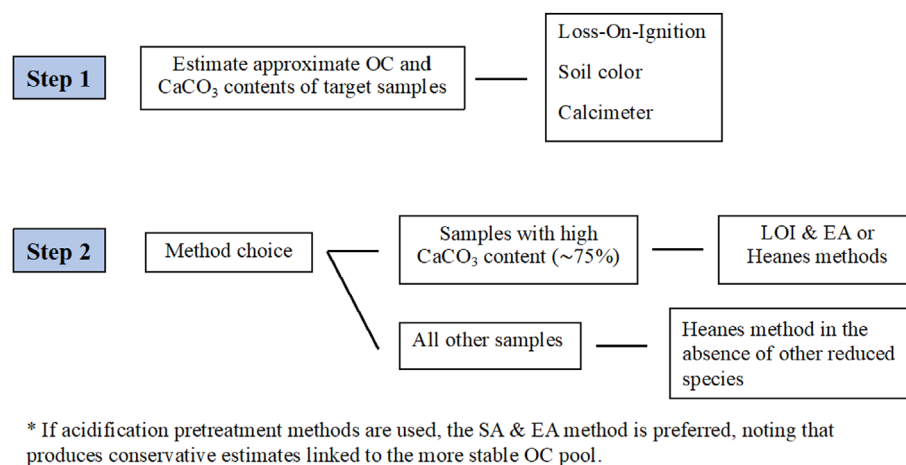 Step 1
Estimate approximate OC and
CaCO₃ contents of target samples
Loss-On-Ignition
Soil color
Calcimeter
Step 2
Method choice
Samples with high
CaCO₃ content (~75%)
LOI & EA or
Heanes methods
All other samples
Heanes method in the
absence of other reduced
species
* If acidification pretreatment methods are used, the SA & EA method is preferred, noting that
produces conservative estimates linked to the more stable OC pool.